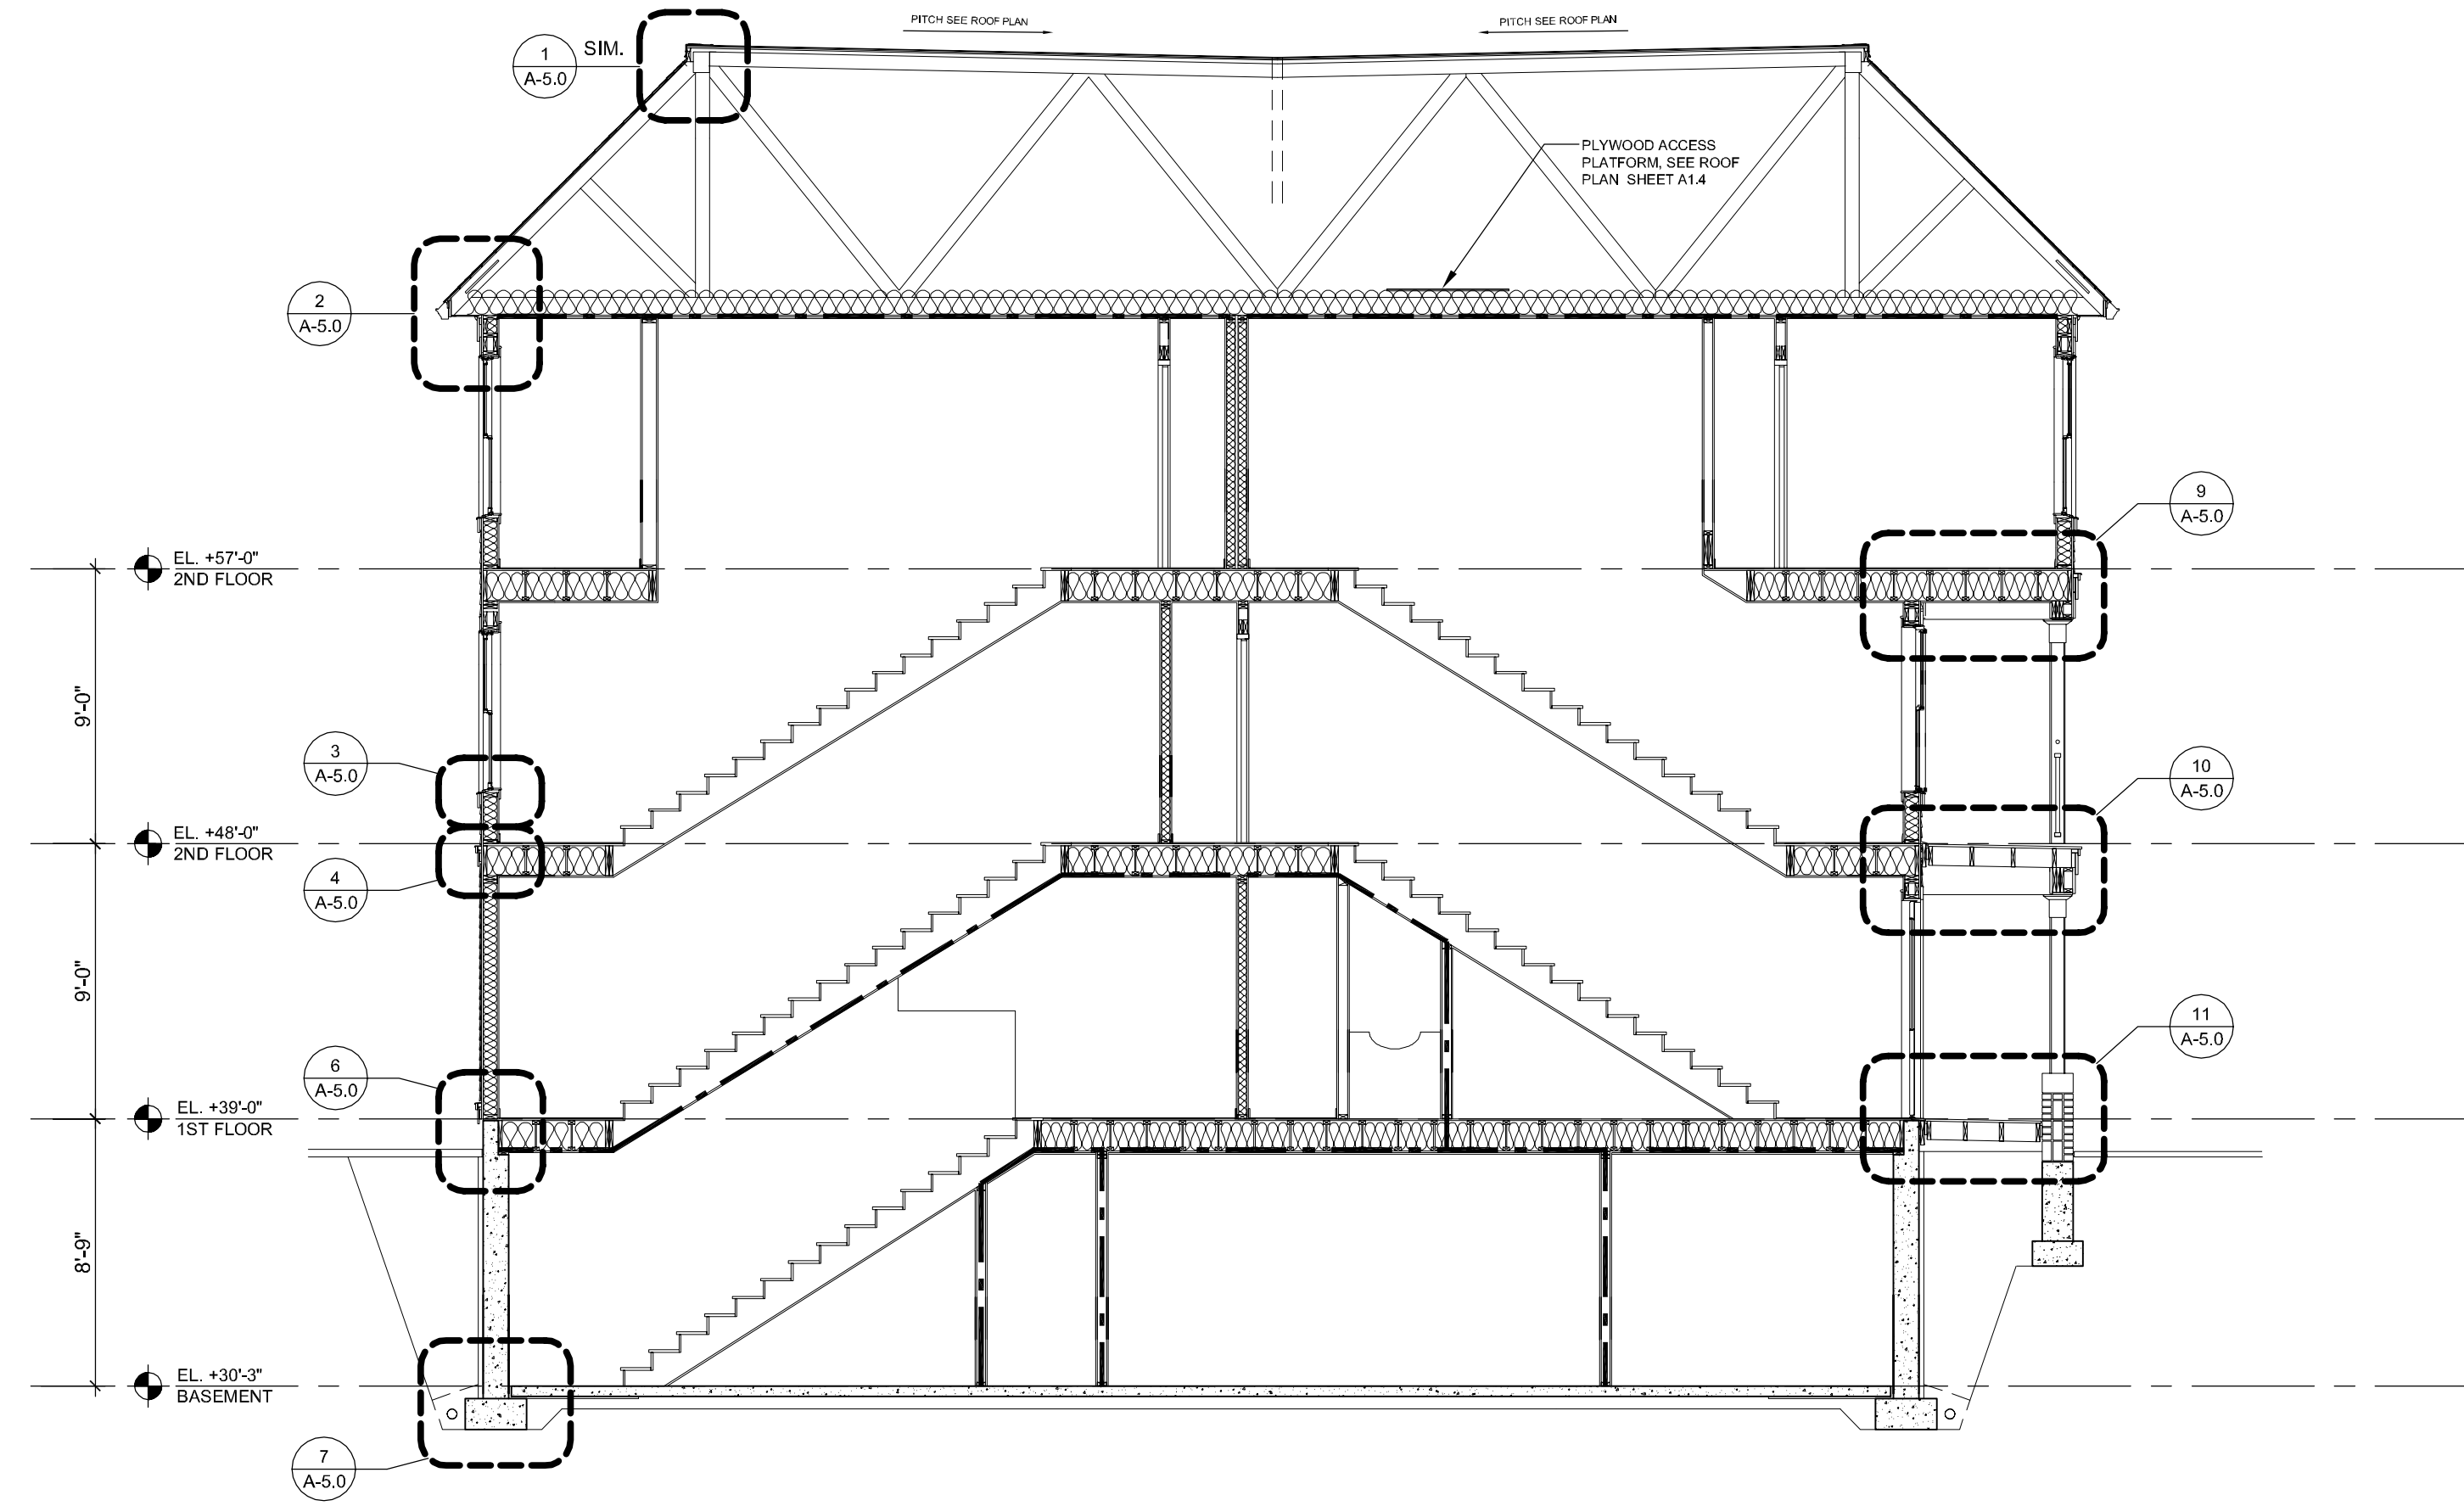 PITCH SEE ROOF PLAN
PITCH SEE ROOF PLAN
1
A-5.0
SIM.
PLYWOOD ACCESS
PLATFORM, SEE ROOF
PLAN SHEET A1.4
2
A-5.0
9
A-5.0
EL. +57'-0"
2ND FLOOR
9'-0"
3
A-5.0
10
A-5.0
EL. +48'-0"
2ND FLOOR
4
A-5.0
9'-0"
11
A-5.0
6
A-5.0
EL. +39'-0"
1ST FLOOR
8'-9"
EL. +30'-3"
BASEMENT
7
A-5.0